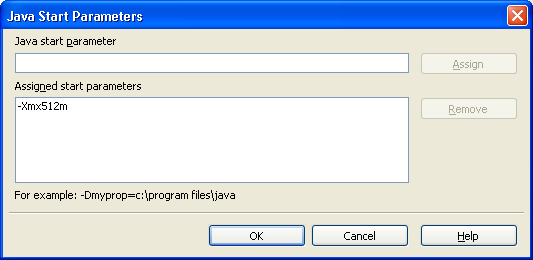 Java Start Parameters
Java start parameter
Assign
Assigned start parameters
-Xmx512m
Remove
For example: -Dmyprop=c:\program files\java
OK Cancel Help